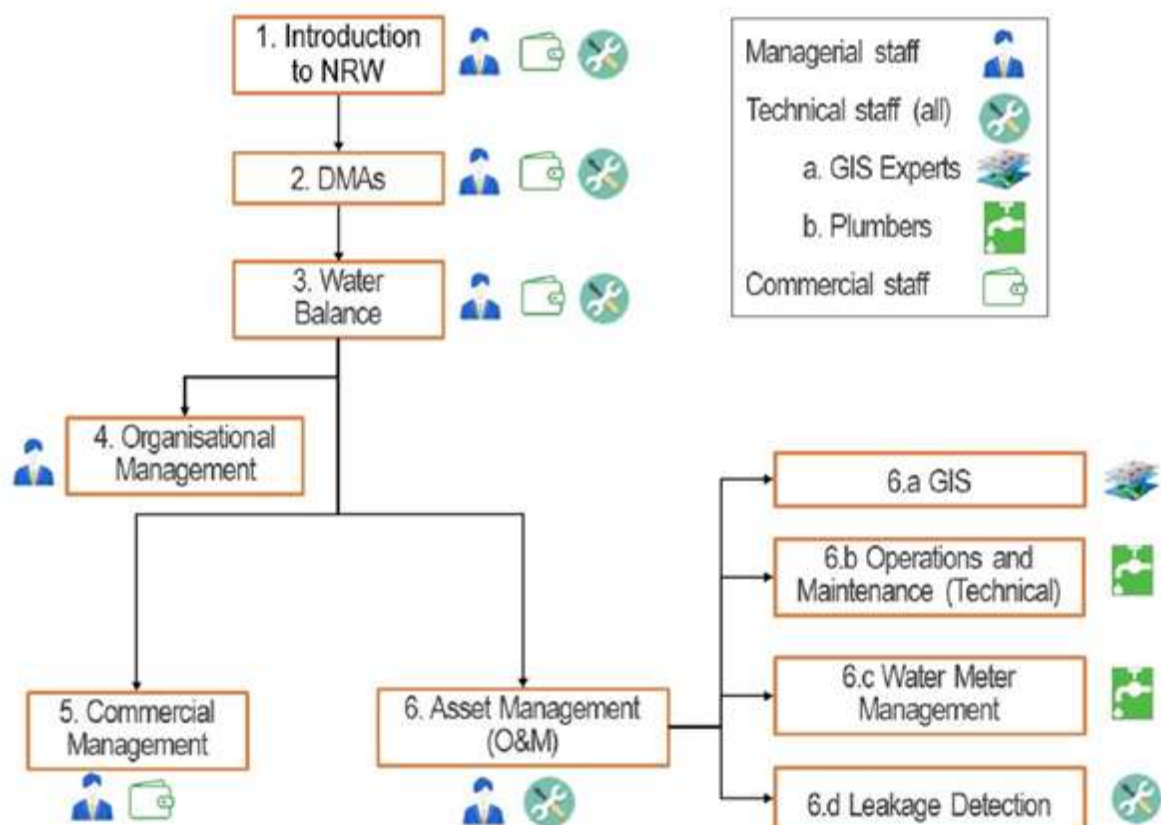 1. Introduction
to NRW
2. DMAs
3. Water
Balance
4. Organisational
Management
5. Commercial
Management
6. Asset Management
(O&M)
6.a GIS
6.b Operations and
Maintenance (Technical)
6.c Water Meter
Management
6.d Leakage Detection
Managerial staff
Technical staff (all)
a. GIS Experts
b. Plumbers
Commercial staff